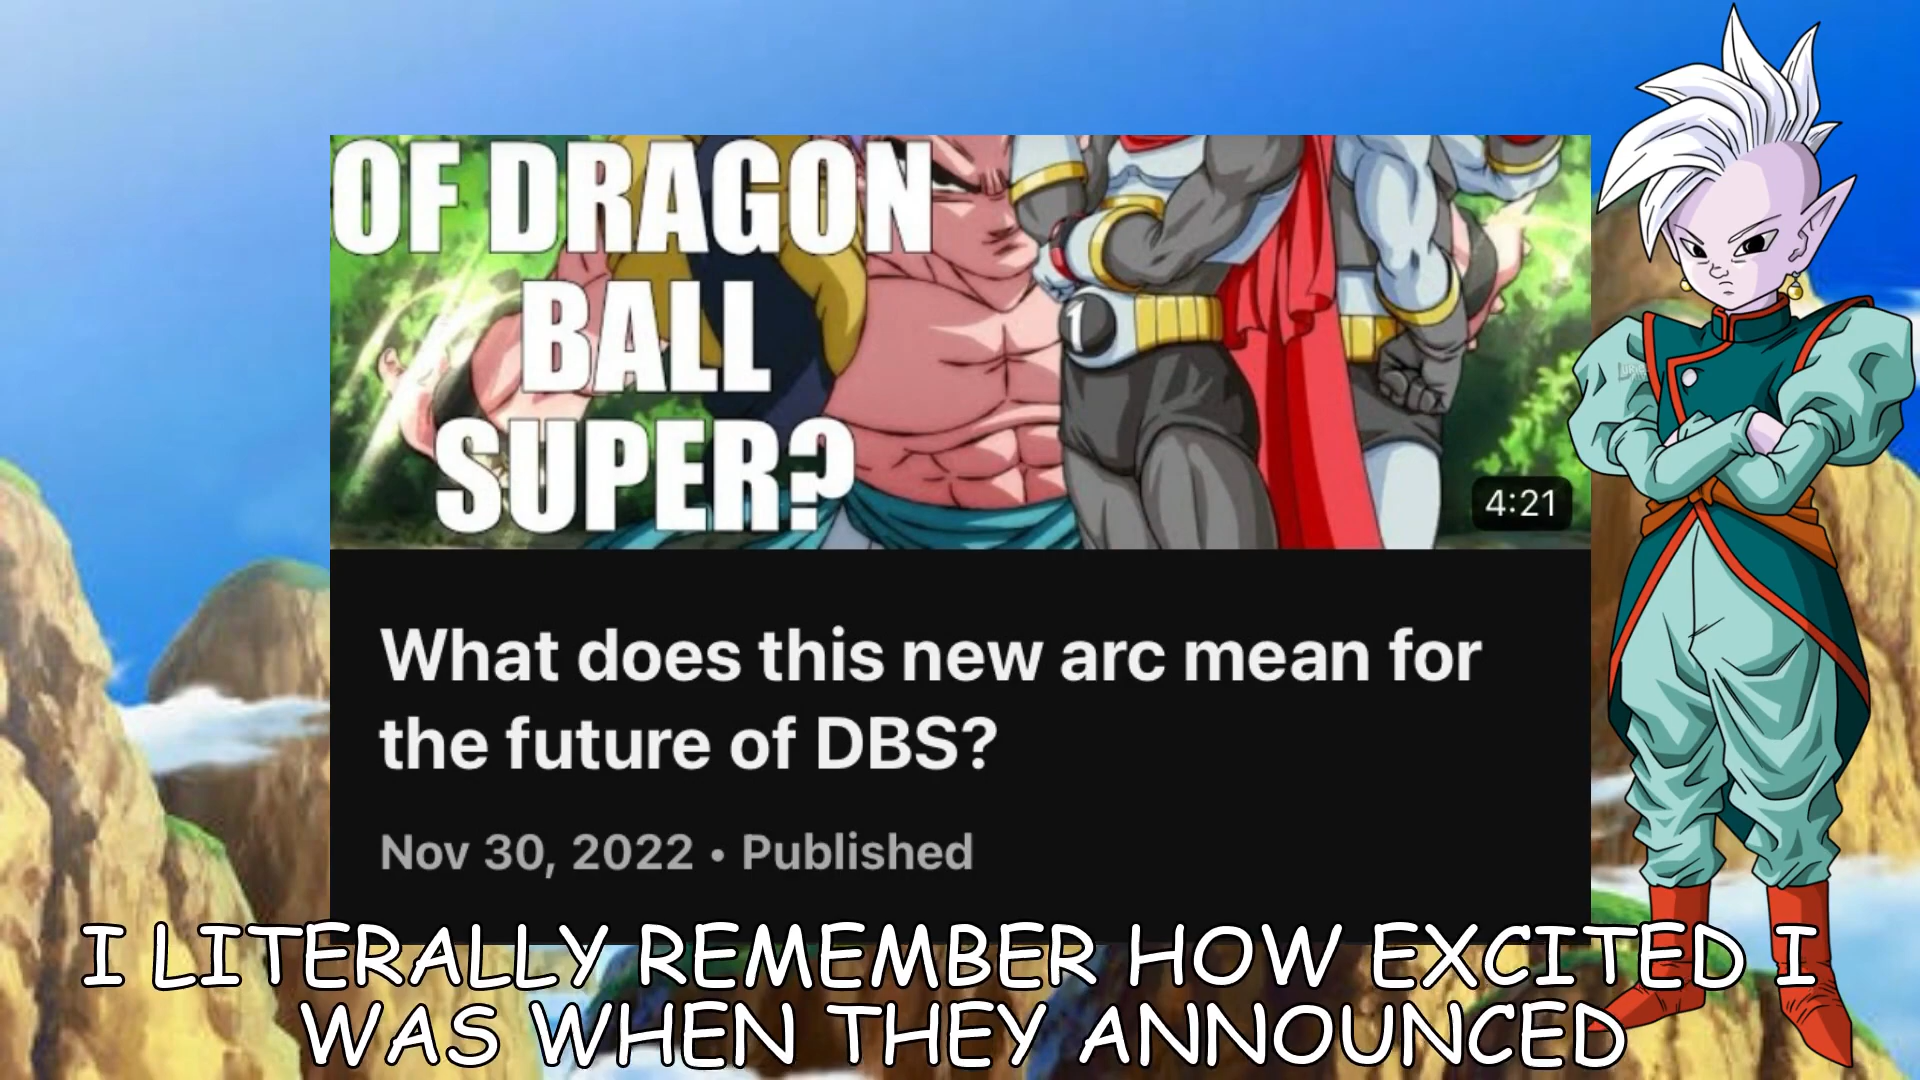 OF DRAGON
BALL
SUPER?
1
4:21
What does this new arc mean for
the future of DBS?
Nov 30, 2022 • Published
I LITERALLY REMEMBER HOW EXCITED I
WAS WHEN THEY ANNOUNCED